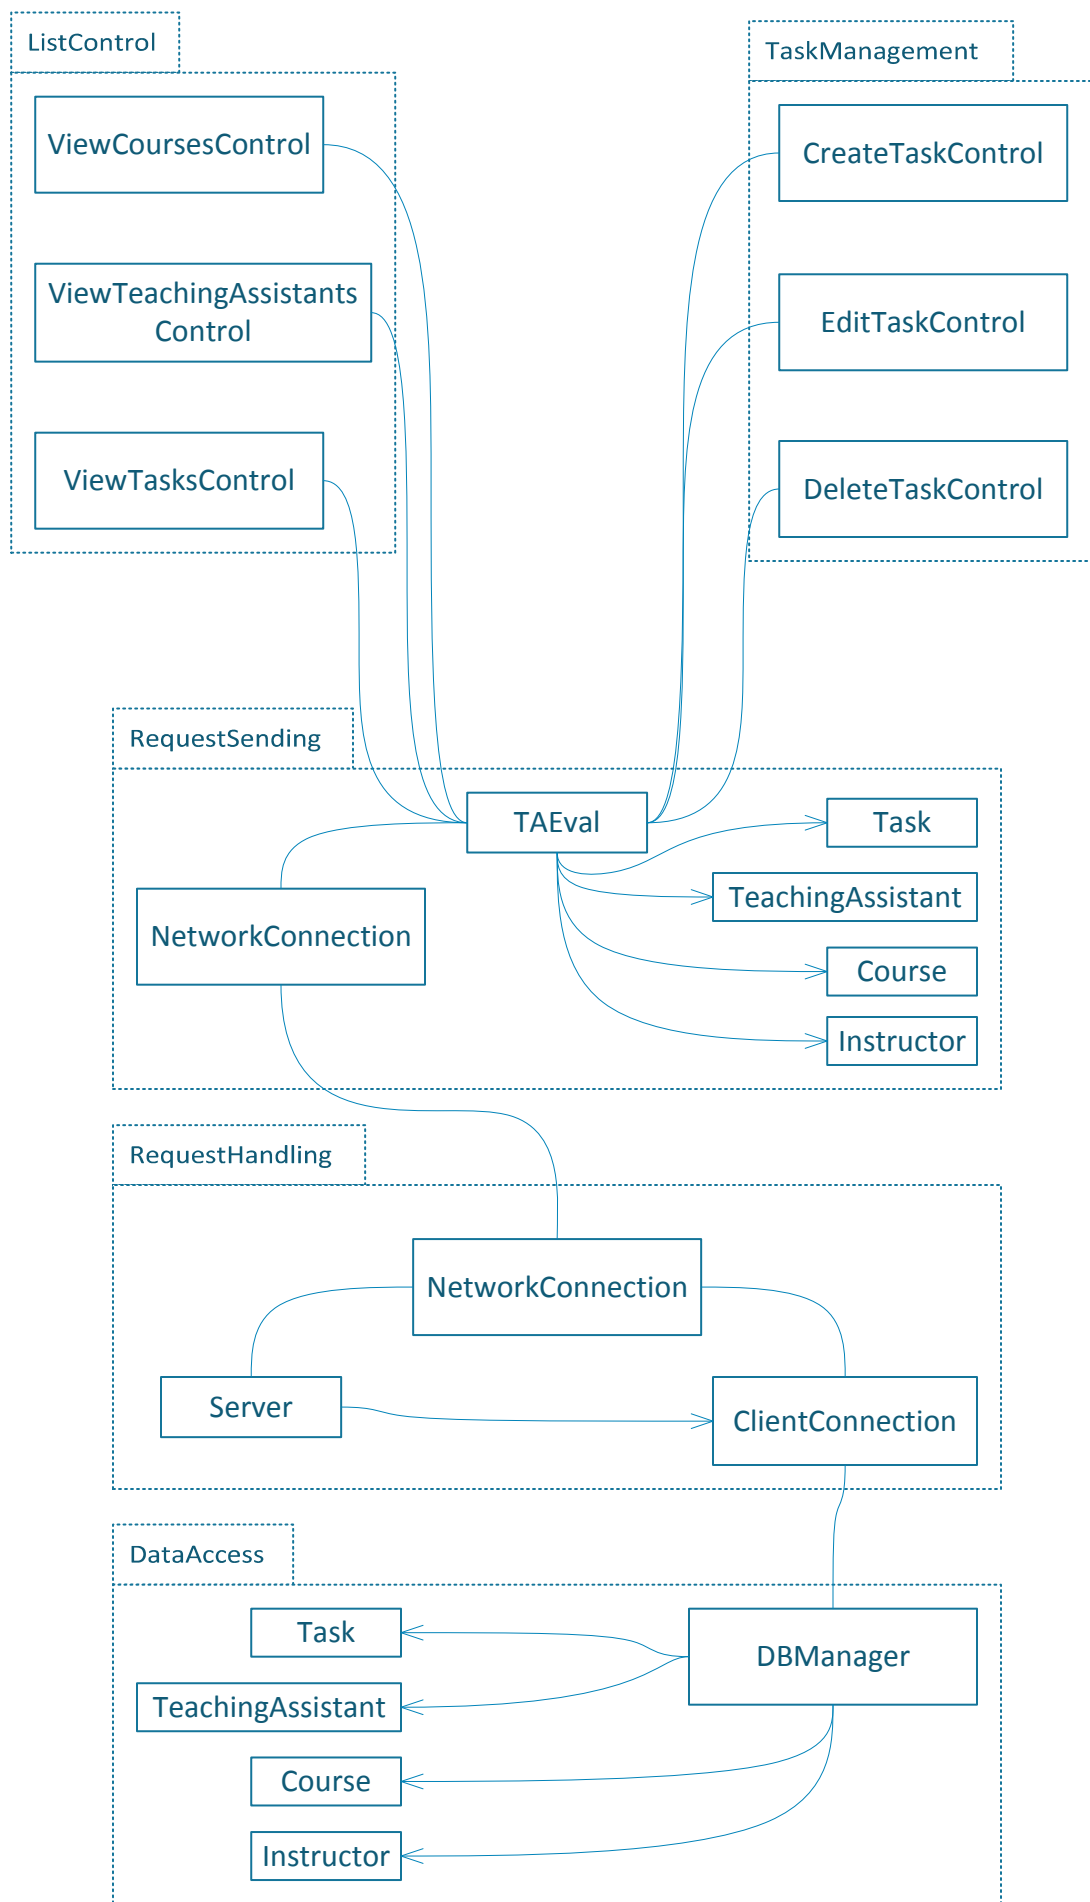 ListControl
ViewCoursesControl
ViewTeachingAssistants
Control
ViewTasksControl
TaskManagement
CreateTaskControl
EditTaskControl
DeleteTaskControl
RequestSending
TAEval
Task
TeachingAssistant
NetworkConnection
Course
Instructor
RequestHandling
NetworkConnection
Server
ClientConnection
DataAccess
Task
DBManager
TeachingAssistant
Course
Instructor